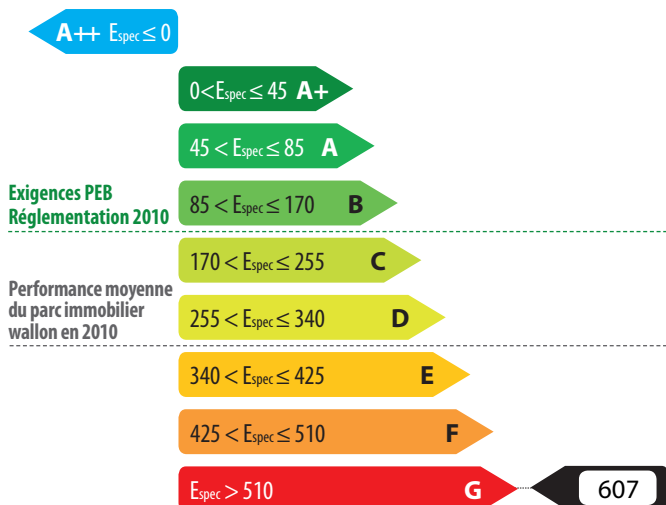 A++ Espec ≤ 0
0<Espec ≤ 45 A+
45 < Espec ≤ 85 A
Exigences PEB
Réglementation 2010
85 < Espec ≤ 170 B
170 < Espec ≤ 255 C
Performance moyenne
du parc immobilier
wallon en 2010
255 < Espec ≤ 340 D
340 < Espec ≤ 425 E
425 < Espec ≤ 510 F
Espec > 510 G 607